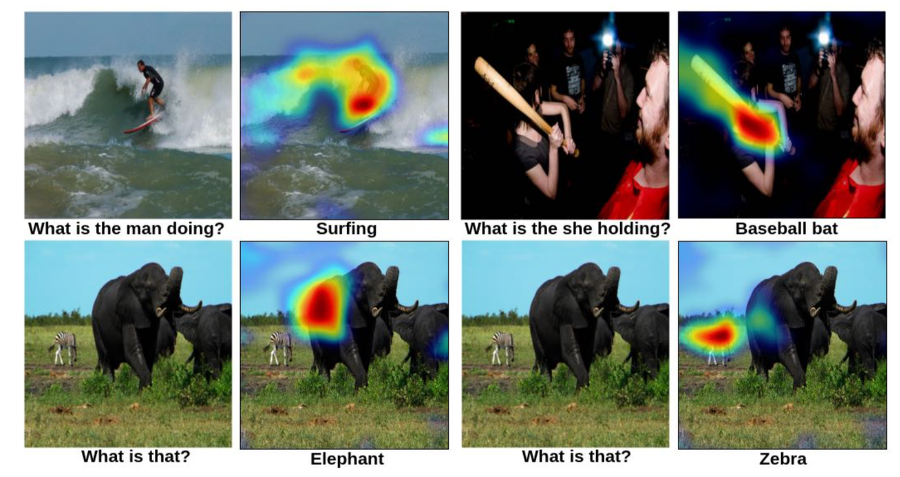 What is the man doing?
Surfing
What is the she holding?
Baseball bat
What is that?
Elephant
What is that?
Zebra